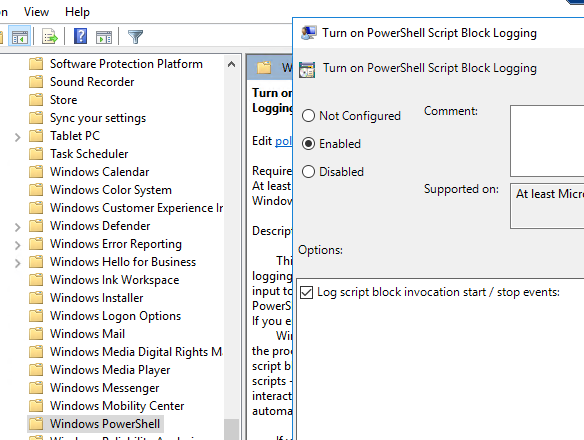 on View Help
Software Protection Platform
Sound Recorder
Store
Sync your settings
Tablet PC
Task Scheduler
Windows Calendar
Windows Color System
Windows Customer Experience Ir
Windows Defender
Windows Error Reporting
Windows Hello for Business
Windows Ink Workspace
Windows Installer
Windows Logon Options
Windows Mail
Windows Media Digital Rights M
Windows Media Player
Windows Messenger
Windows Mobility Center
Windows PowerShell
W
Turn on
Logging
Edit pol
Require
At least
Window
Descript
Thi
logging
input to
PowerS
If you e
Win
the proc
script b
scripts -
interact
automa
Turn on PowerShell Script Block Logging
Turn on PowerShell Script Block Logging
Not Configured
Enabled
Disabled
Comment:
Supported on:
At least Micro
Options:
Log script block invocation start / stop events: